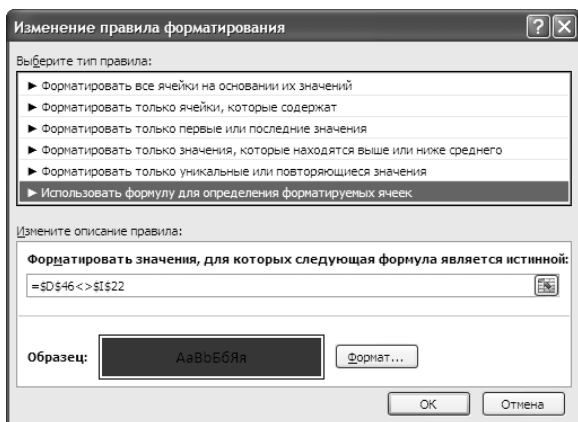 Изменение правила форматирования
Выберите тип правила:
► Форматировать все ячейки на основании их значений
► Форматировать только ячейки, которые содержат
► Форматировать только первые или последние значения
► Форматировать только значения, которые находятся выше или ниже среднего
► Форматировать только уникальные или повторяющиеся значения
► Использовать формулу для определения форматируемых ячеек
Измените описание правила:
Форматировать значения, для которых следующая формула является истинной:
=$D$46<>$I$22
Образец:
АаВbБбЯя
Формат...
ОК
Отмена